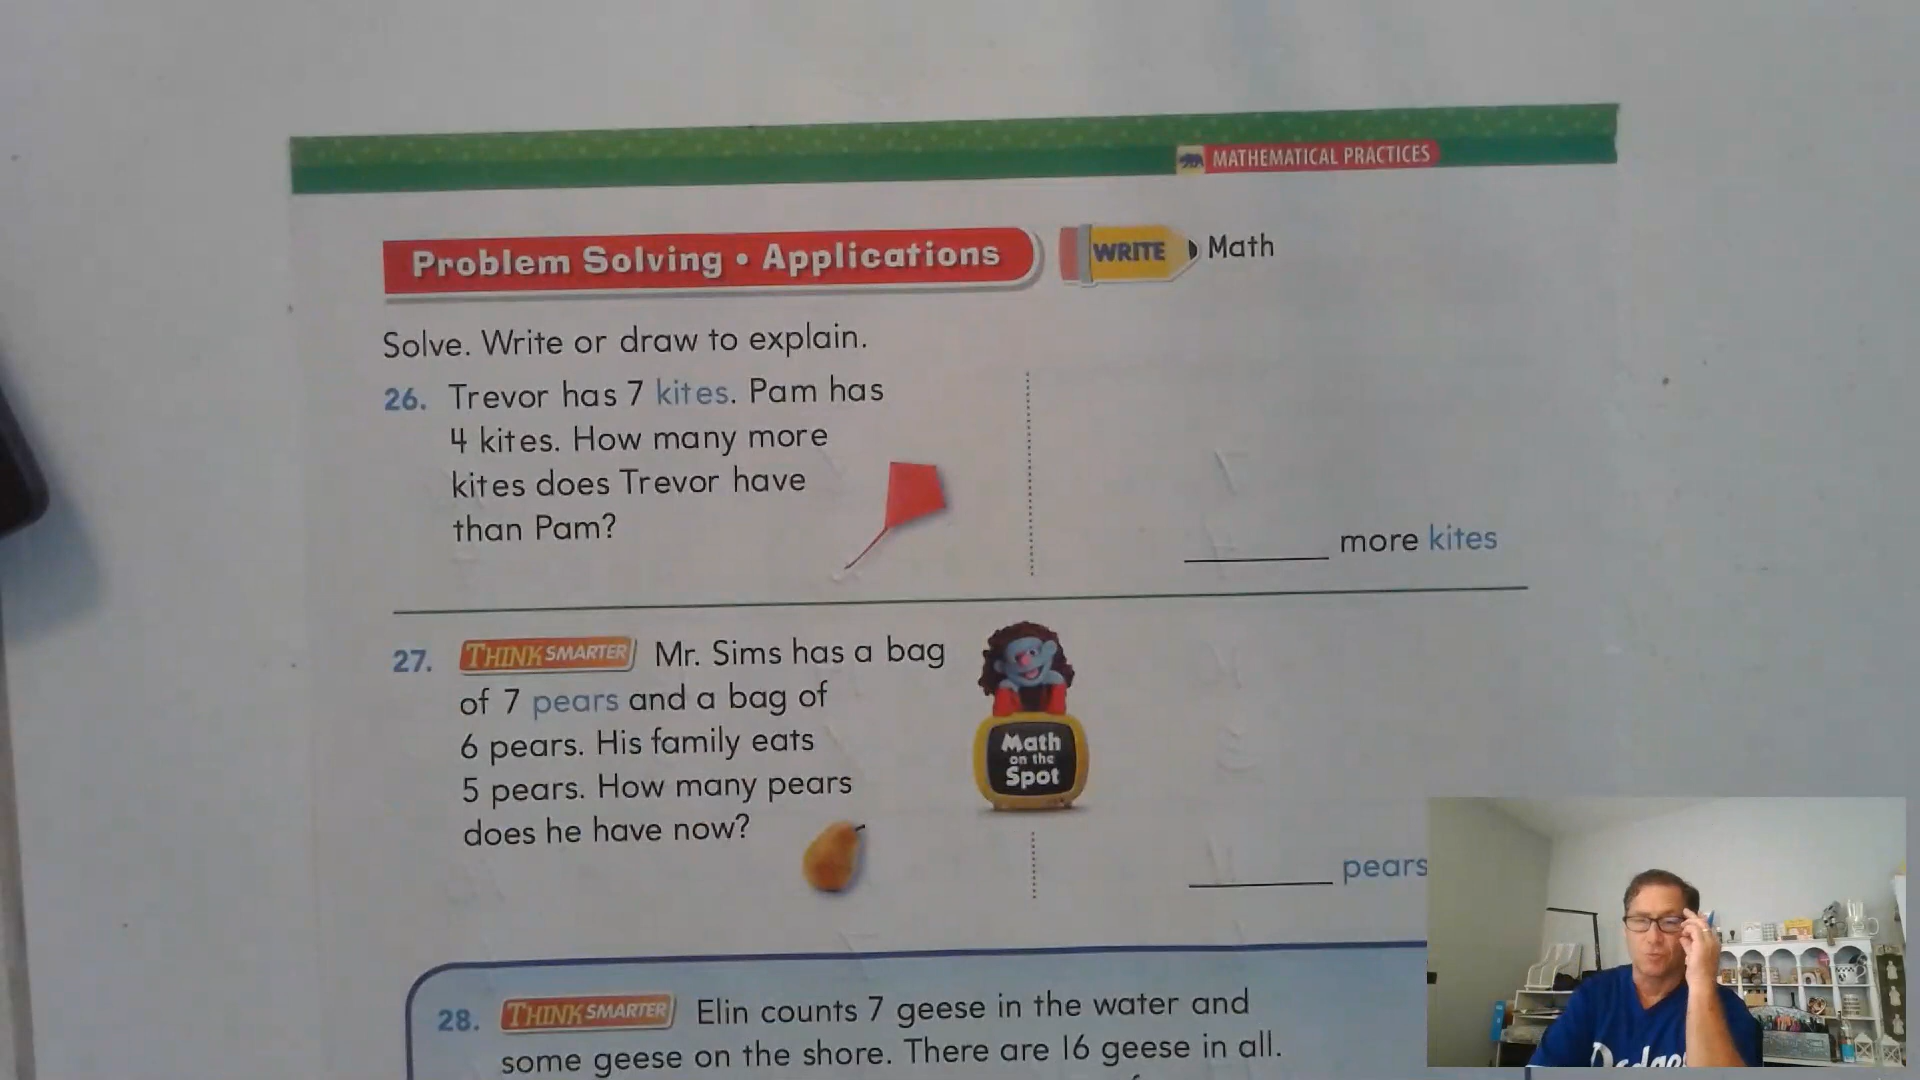 MATHEMATICAL PRACTICES
Problem Solving • Applications WRITE Math
Solve. Write or draw to explain.
26. Trevor has 7 kites. Pam has
4 kites. How many more
kites does Trevor have
than Pam?
more kites
27. THINK SMARTER Mr. Sims has a bag
of 7 pears and a bag of
6 pears. His family eats
5 pears. How many pears
does he have now?
Math
on the
Spot
pears
28. THINK SMARTER Elin counts 7 geese in the water and
some geese on the shore. There are 16 geese in all.